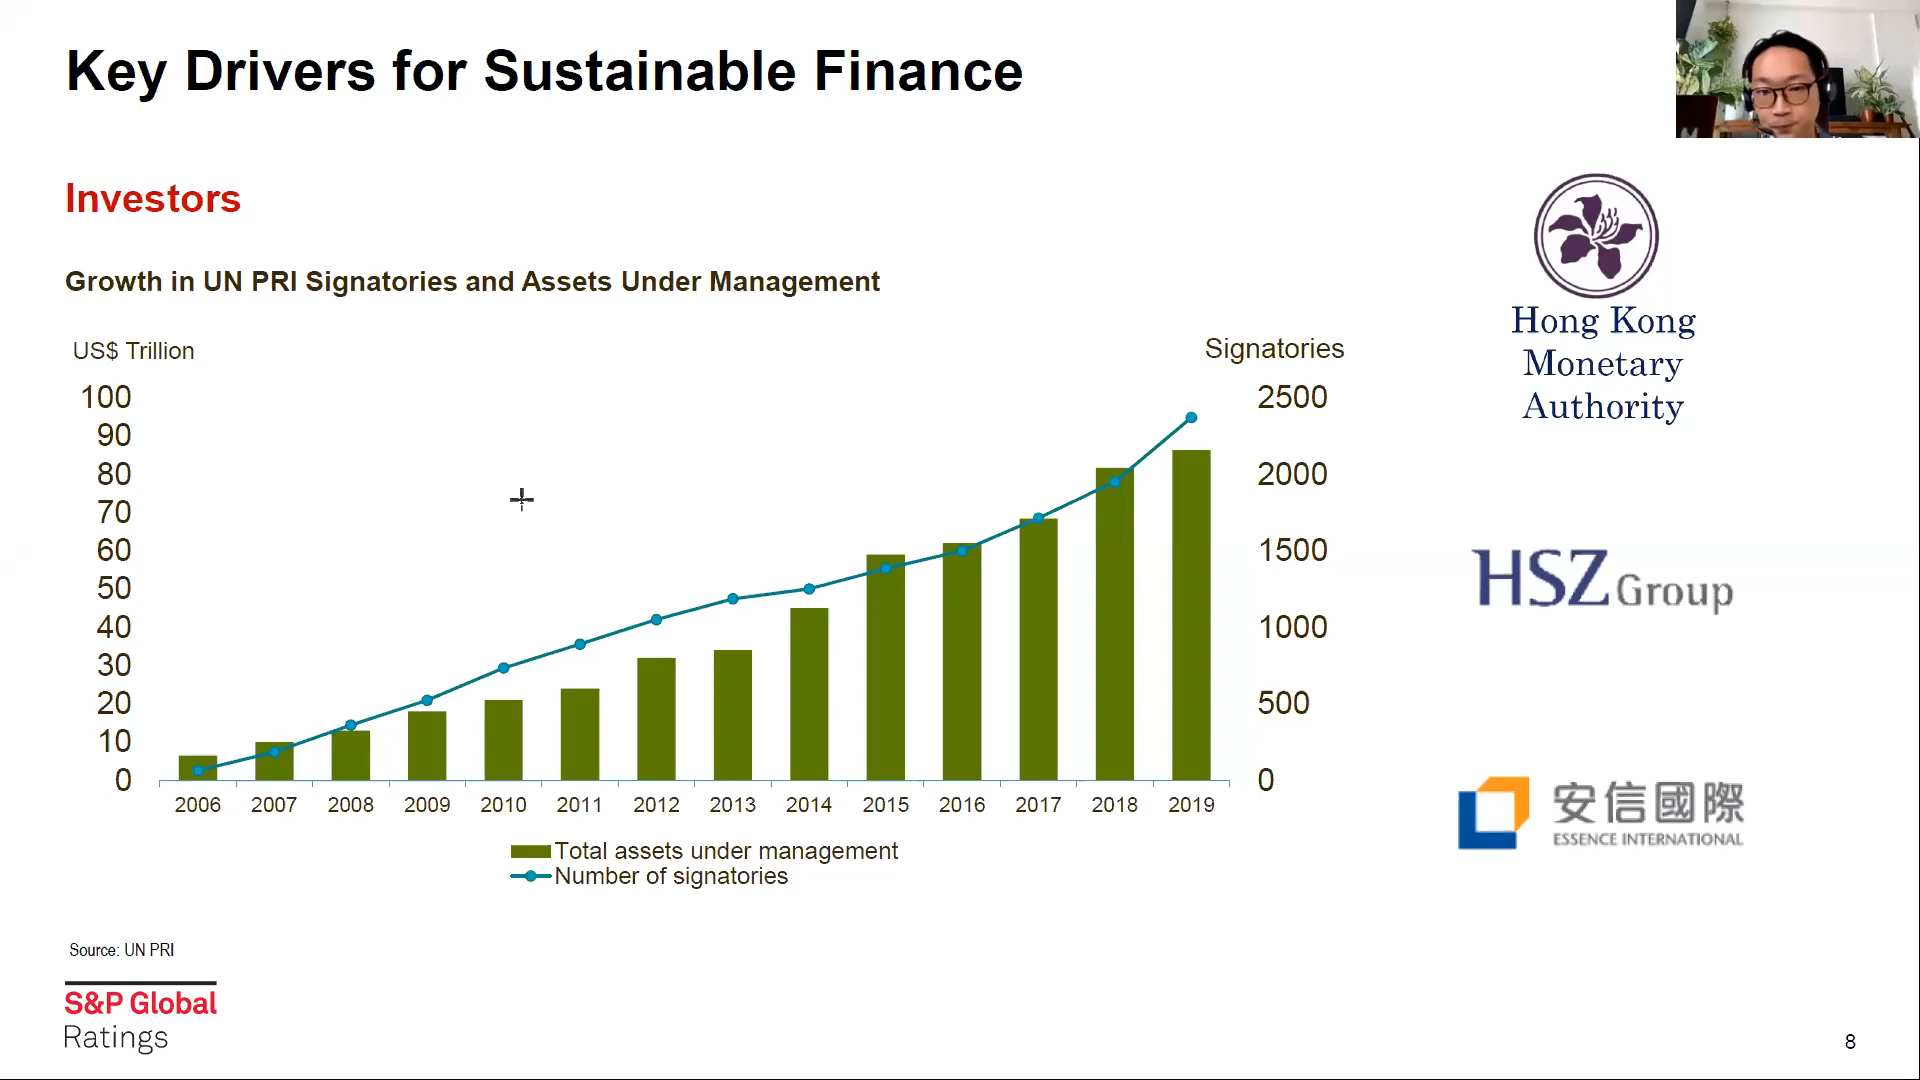 Key Drivers for Sustainable Finance
Investors
Growth in UN PRI Signatories and Assets Under Management
US$ Trillion
Signatories
100
90
80
70
60
50
40
30
20
10
0
2500
2000
1500
1000
500
0
2006 2007 2008 2009 2010 2011 2012 2013 2014 2015 2016 2017 2018 2019
Total assets under management
Number of signatories
Hong Kong
Monetary
Authority
HSZ Group
安信國際
ESSENCE INTERNATIONAL
Source: UN PRI
S&P Global
Ratings
8